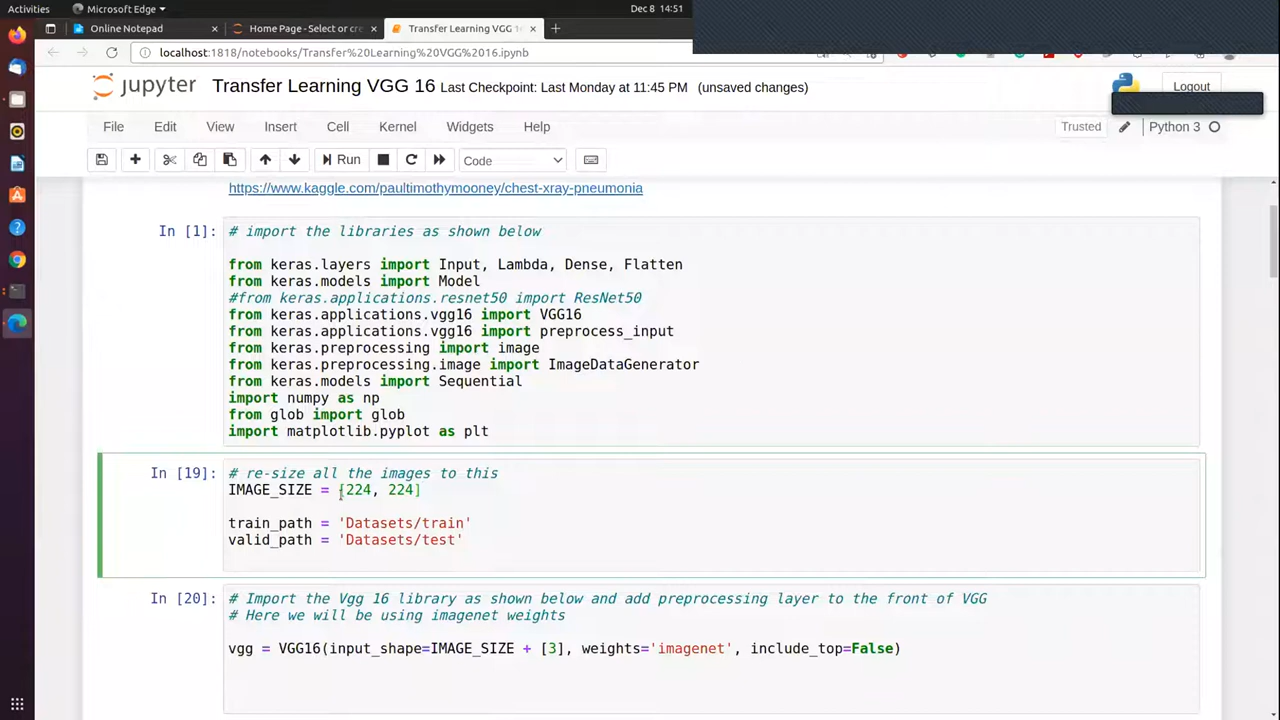 Activities
Microsoft Edge
Dec 8 14:51
Online Notepad
Home Page - Select or cre
Transfer Learning VGG 1
localhost:1818/notebooks/Transfer%20Learning%20VGG%2016.ipynb
jupyter
Transfer Learning VGG 16 Last Checkpoint: Last Monday at 11:45 PM (unsaved changes)
Logout
File Edit View Insert Cell Kernel Widgets Help
Trusted
Python 3
Run
Code
https://www.kaggle.com/paultimothymooney/chest-xray-pneumonia
In [1]:
# import the libraries as shown below
from keras.layers import Input, Lambda, Dense, Flatten
from keras.models import Model
#from keras.applications.resnet50 import ResNet50
from keras.applications.vgg16 import VGG16
from keras.applications.vgg16 import preprocess_input
from keras.preprocessing import image
from keras.preprocessing.image import ImageDataGenerator
from keras.models import Sequential
import numpy as np
from glob import glob
import matplotlib.pyplot as plt
In [19]:
# re-size all the images to this
IMAGE_SIZE = [224, 224]
train_path = 'Datasets/train'
valid_path = 'Datasets/test'
In [20]:
# Import the Vgg 16 library as shown below and add preprocessing layer to the front of VGG
# Here we will be using imagenet weights
vgg = VGG16(input_shape=IMAGE_SIZE + [3], weights='imagenet', include_top=False)